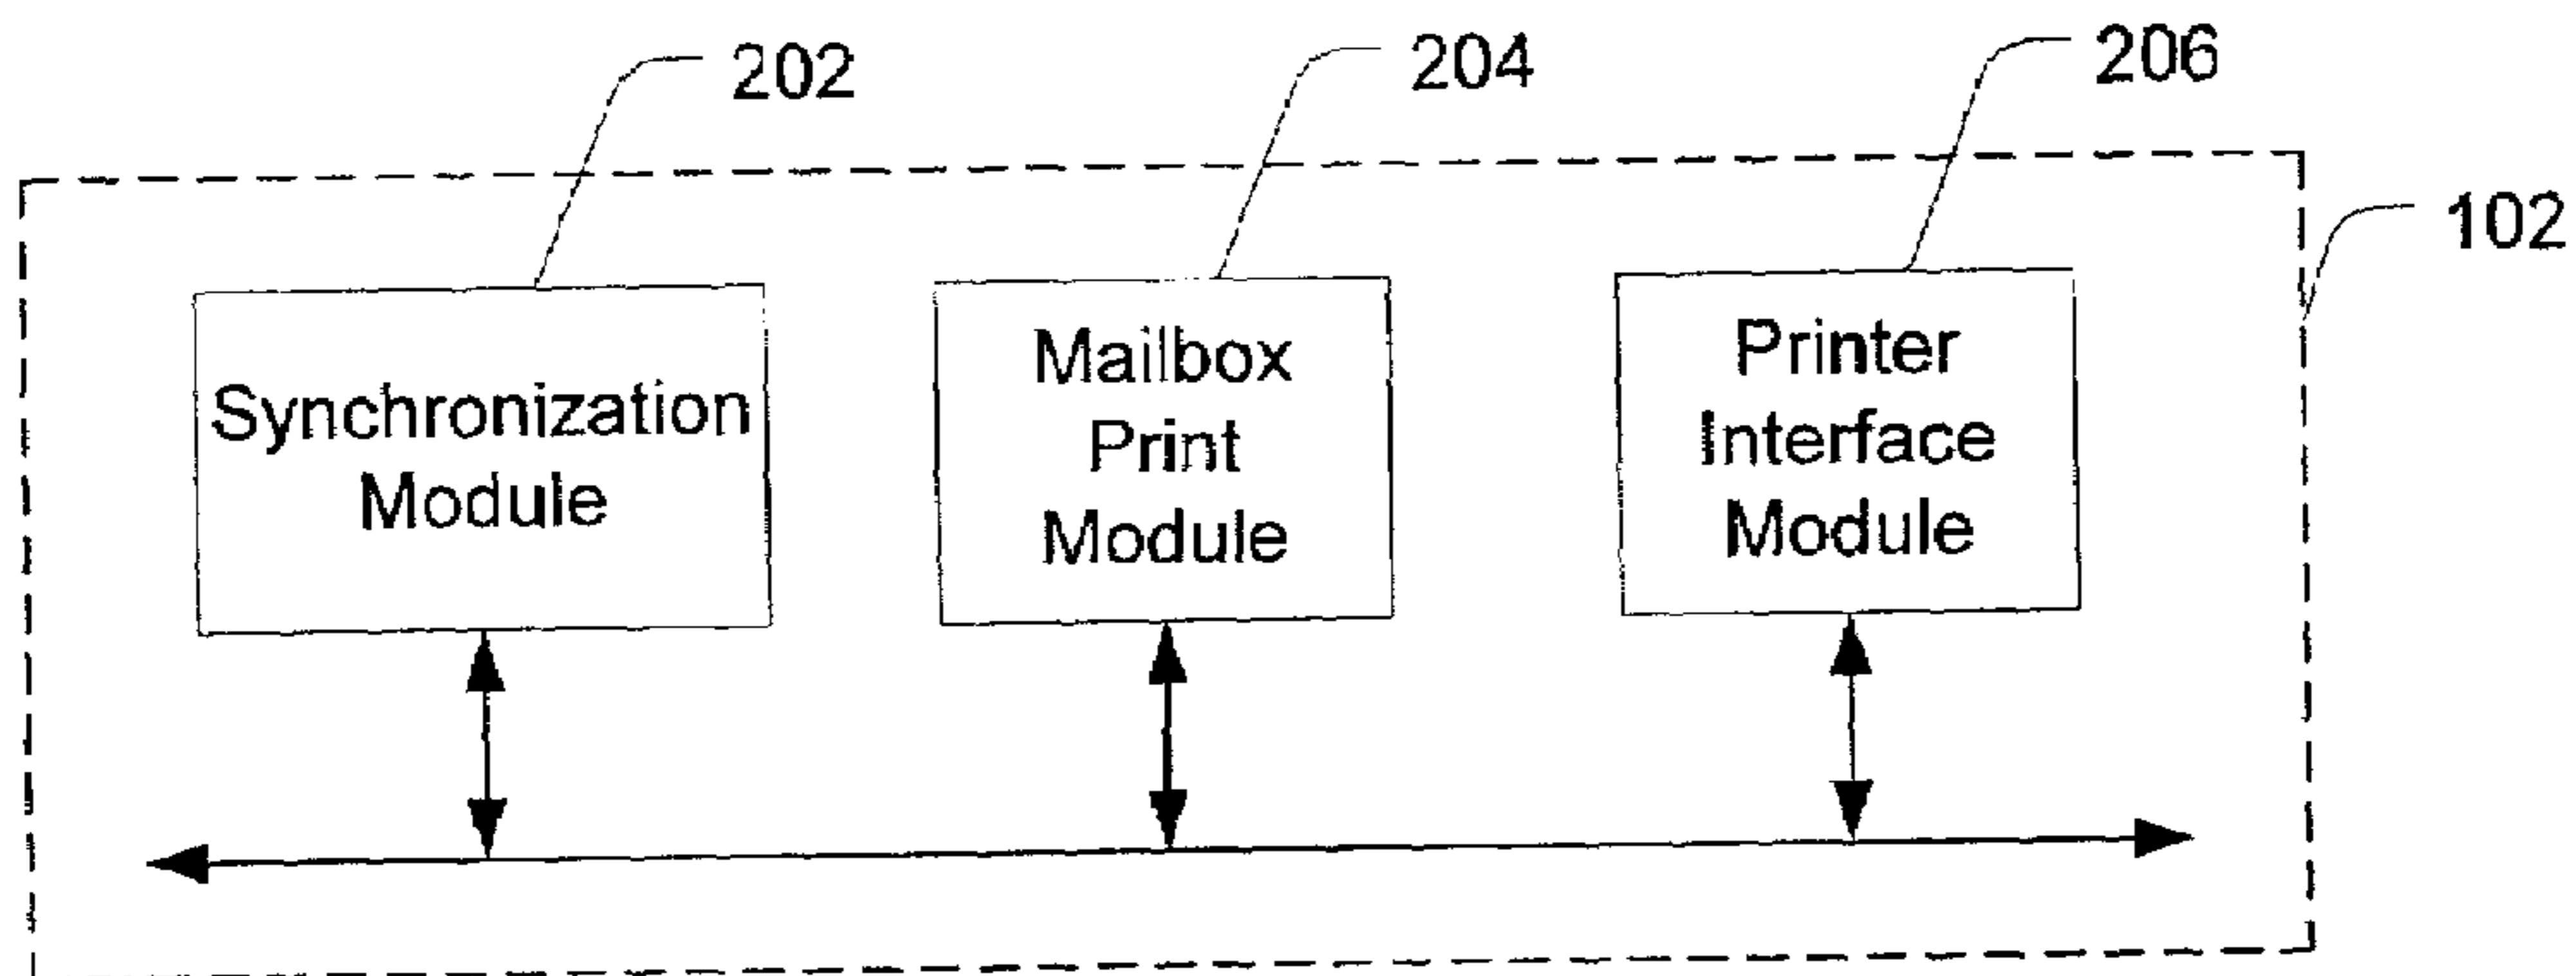 202
204
206
102
Synchronization
Module
Mailbox
Print
Module
Printer
Interface
Module